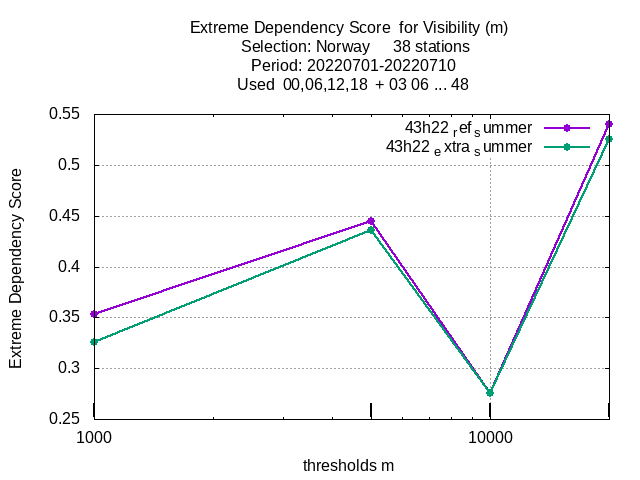 Extreme Dependency Score for Visibility (m)
Selection: Norway 38 stations
Period: 20220701-20220710
Used 00,06,12,18 + 03 06 ... 48
0.55
0.5
0.45
0.4
0.35
0.3
0.25
Extreme Dependency Score
43h22 ref summer
43h22 extra summer
1000
10000
thresholds m